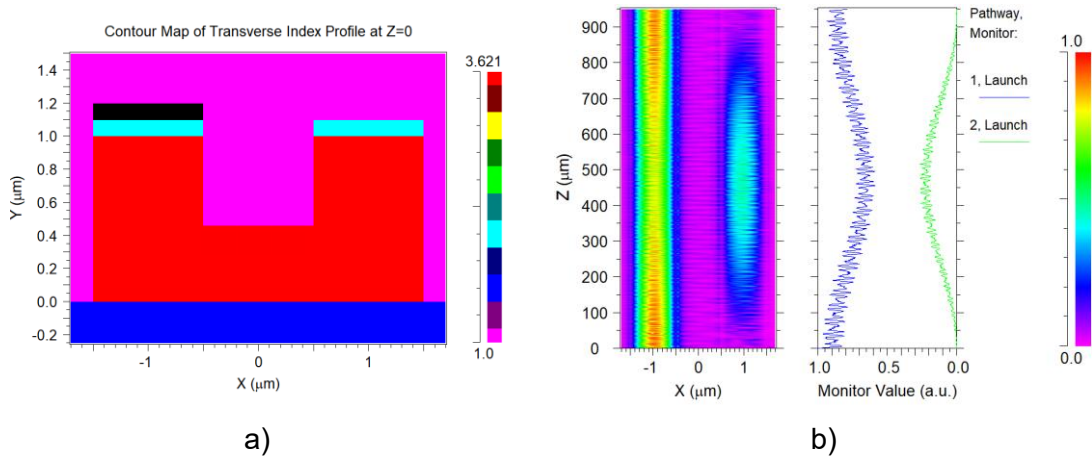 Contour Map of Transverse Index Profile at Z=0
1.4
1.2
1.0
0.8
0.6
0.4
0.2
0.0
-0.2
Y (μm)
-1 0 1
X (μm)
3.621
1.0
a)
900
800
700
600
500
400
300
200
100
0
Z (μm)
-1 0 1
X (μm)
1.0 0.5 0.0
Monitor Value (a.u.)
Pathway,
Monitor:
1, Launch
2, Launch
1.0
0.0
b)